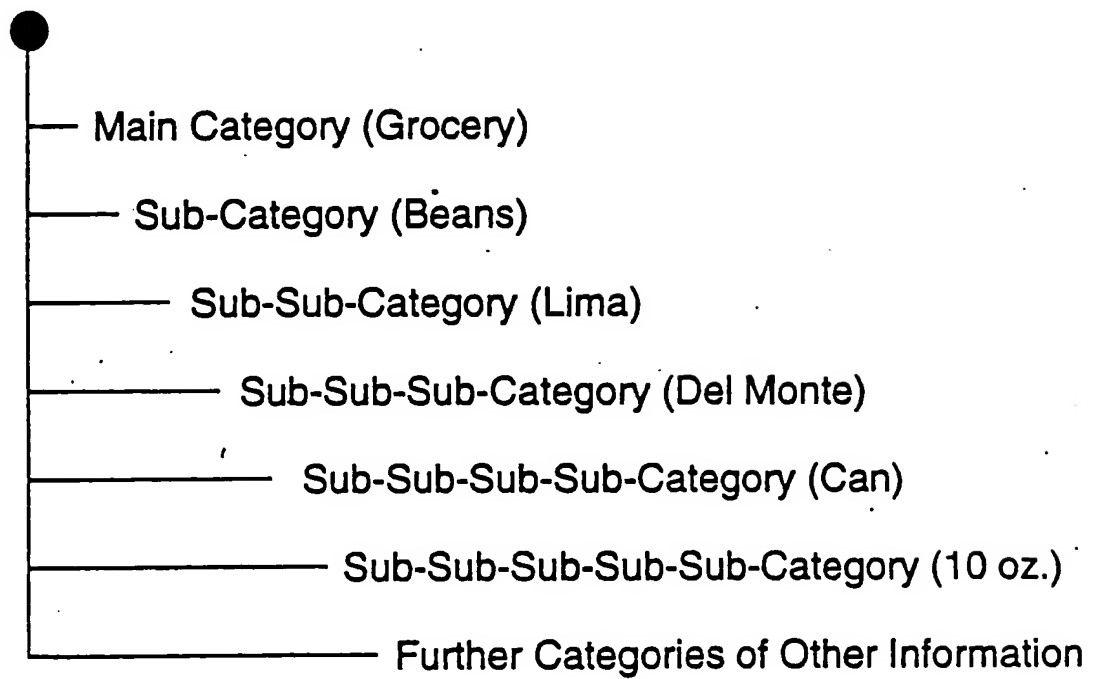 Main Category (Grocery)
Sub-Category (Beans)
Sub-Sub-Category (Lima)
Sub-Sub-Sub-Category (Del Monte)
Sub-Sub-Sub-Sub-Category (Can)
Sub-Sub-Sub-Sub-Sub-Category (10 oz.)
Further Categories of Other Information